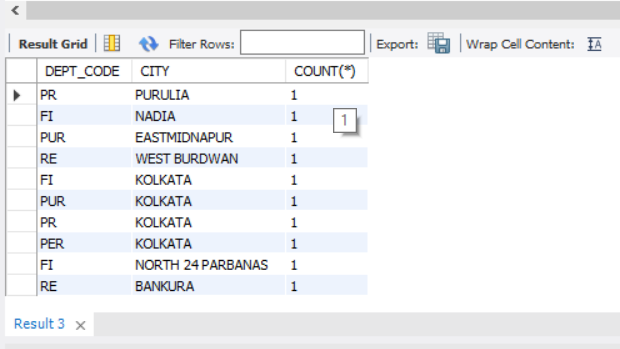 Result Grid Filter Rows: Export: Wrap Cell Content: IA
DEPT_CODE CITY COUNT(*)
PR PURULIA 1
FI NADIA 1
1
PUR EASTMIDNAPUR 1
RE WEST BURDWAN 1
FI KOLKATA 1
PUR KOLKATA 1
PR KOLKATA 1
PER KOLKATA 1
FI NORTH 24 PARBANAS 1
RE BANKURA 1
Result 3 ×